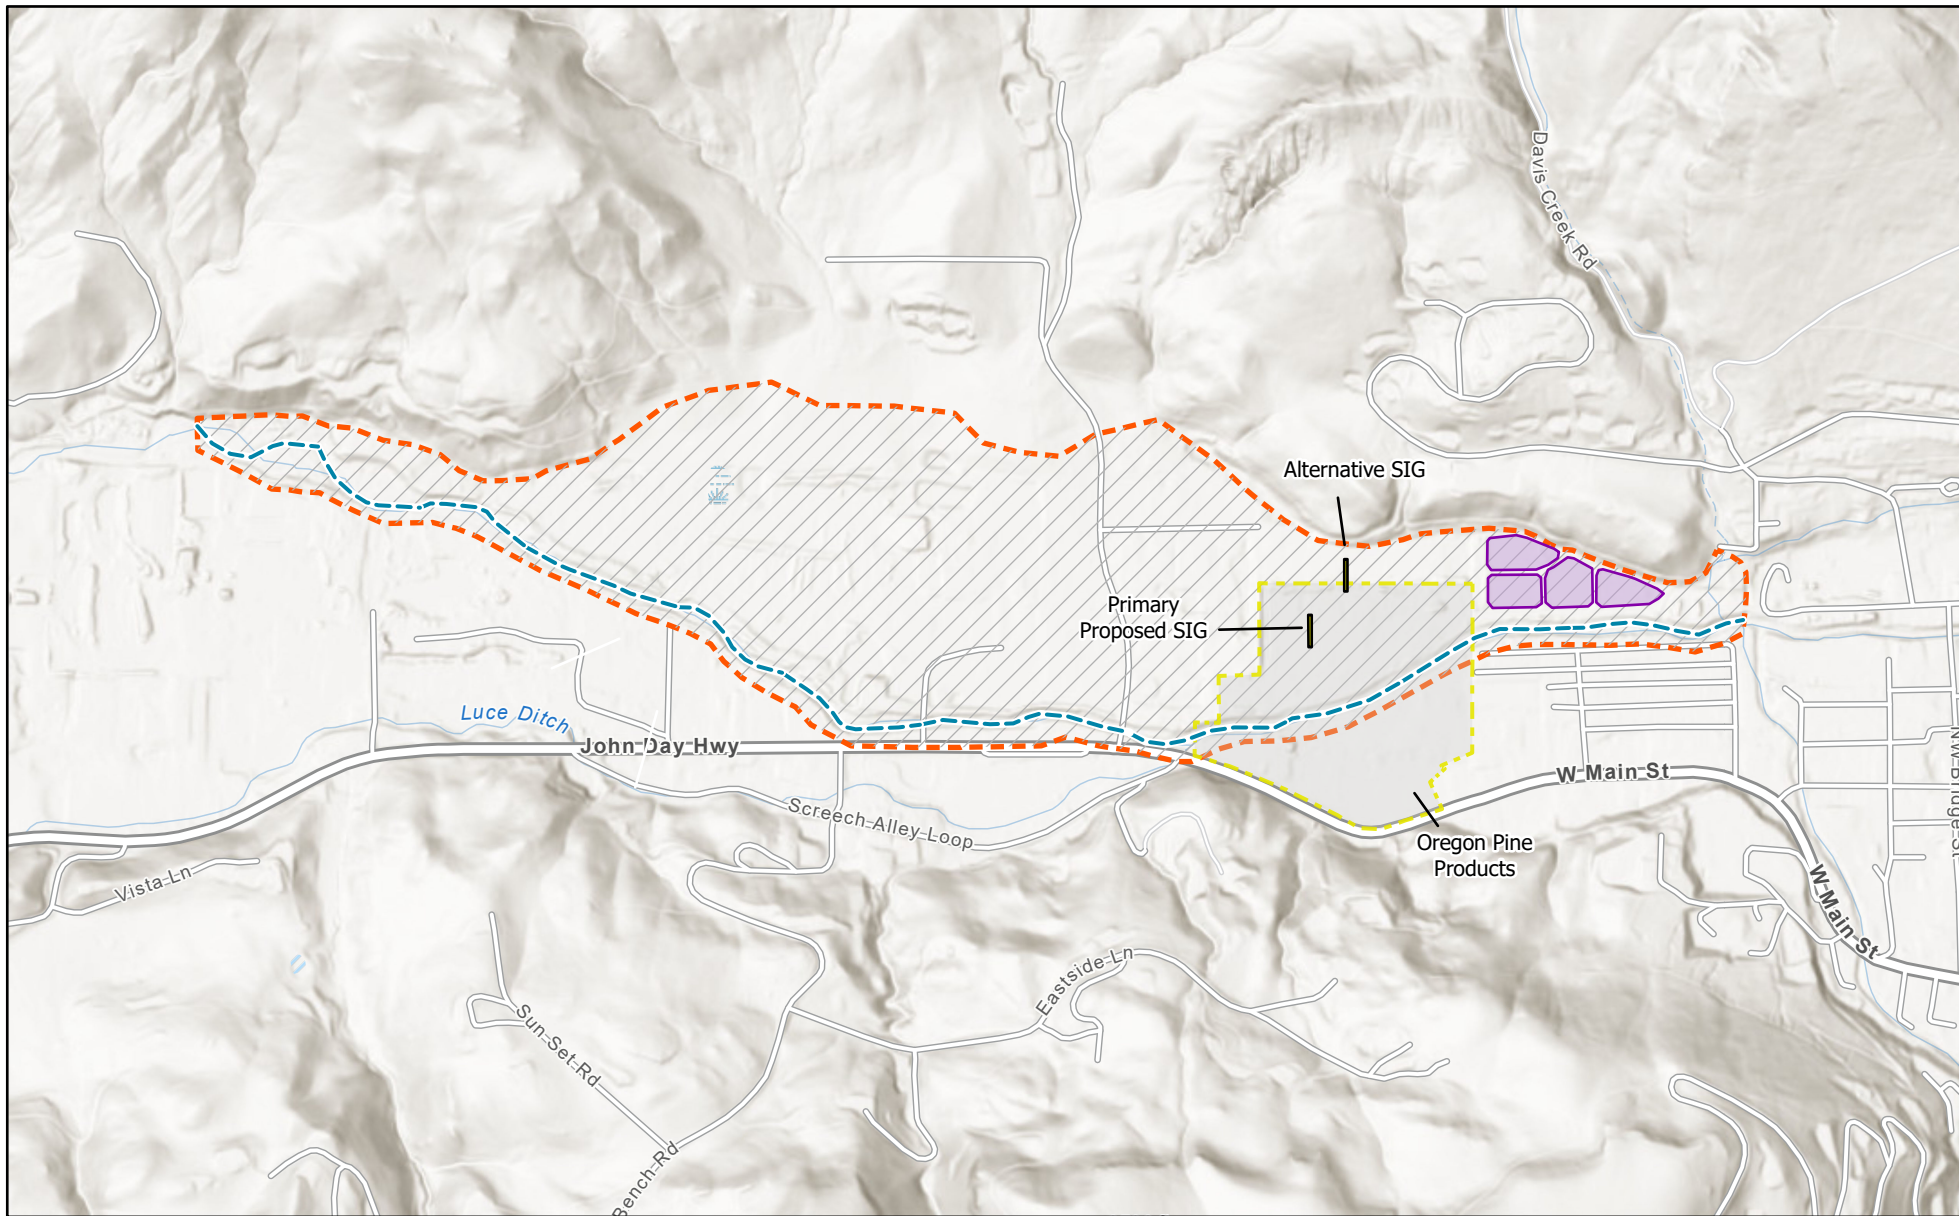 Davis Creek Rd
Alternative SIG
Primary
Proposed SIG
Luce Ditch
John Day Hwy
W Main St
N-W-Bridge-St
Screech Alley Loop
Oregon Pine
Products
Vista Ln
W Main St
Eastside Ln
Sun Set Rd
Bench Rd